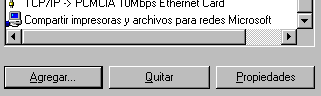 TCP/IP -> PCMCIA 10Mbps Ethernet Card
Compartir impresoras y archivos para redes Microsoft
Agregar... Quitar Propiedades